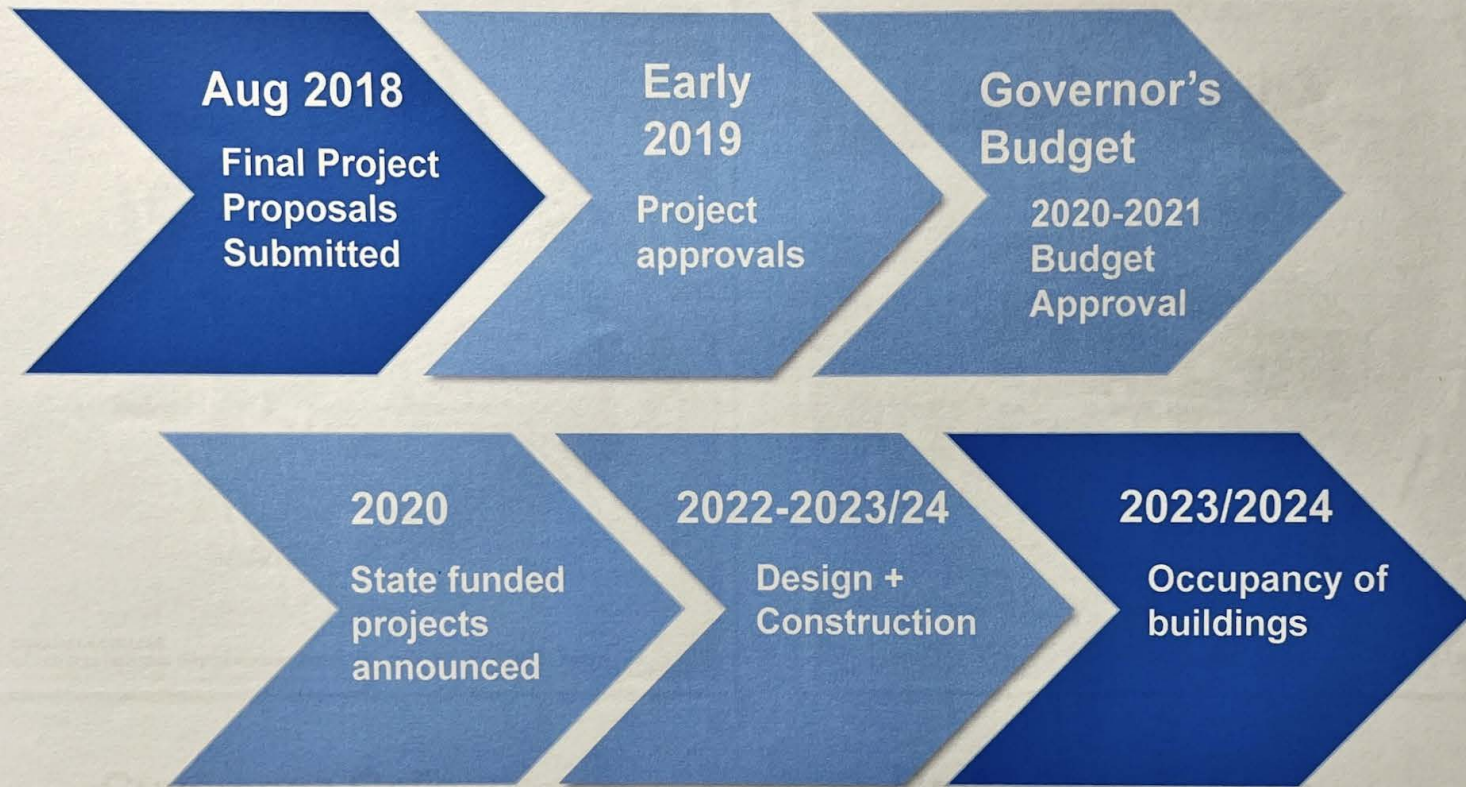 Aug 2018
Final Project
Proposals
Submitted
Early
2019
Project
approvals
Governor's
Budget
2020-2021
Budget
Approval
2020
State funded
projects
announced
2022-2023/24
Design +
Construction
2023/2024
Occupancy of
buildings